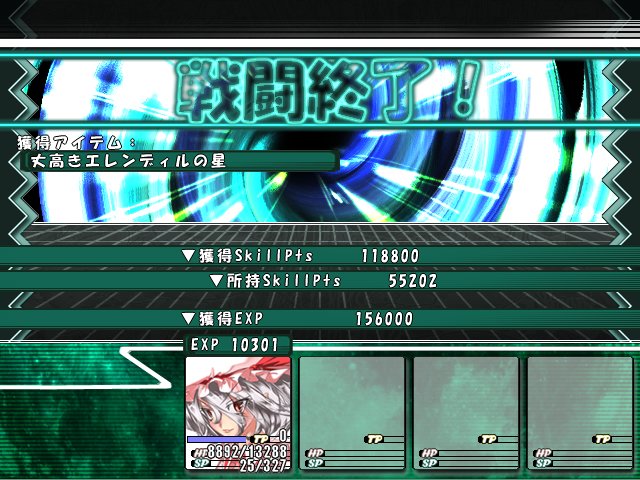 戦闘終了！
獲得アイテム：
丈高きエレンディルの星
▼獲得SkillPts 118800
▼所持SkillPts 55202
▼獲得EXP 156000
EXP 10301
TP 0
HP 8892/13288
SP 25/327
TP
HP
SP
TP
HP
SP
TP
HP
SP